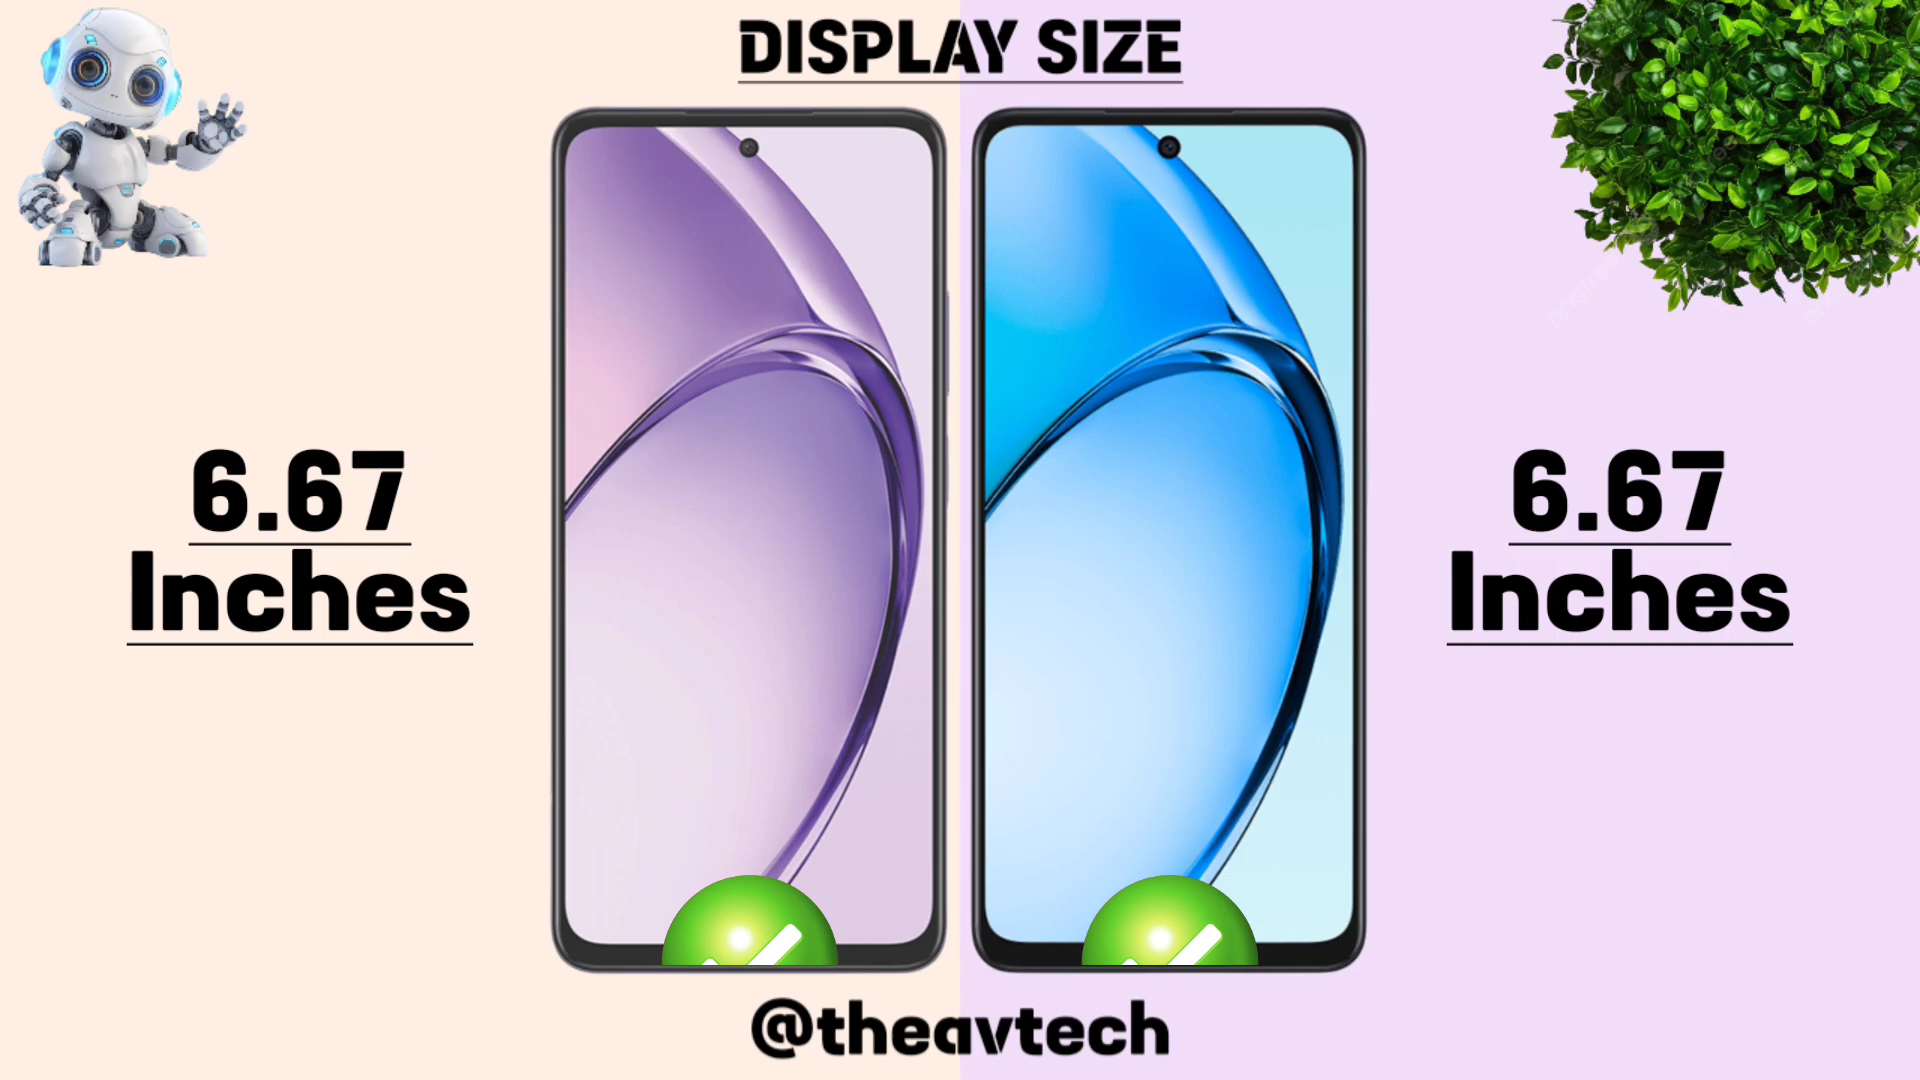 DISPLAY SIZE
6.67
Inches
6.67
Inches
@theavtech